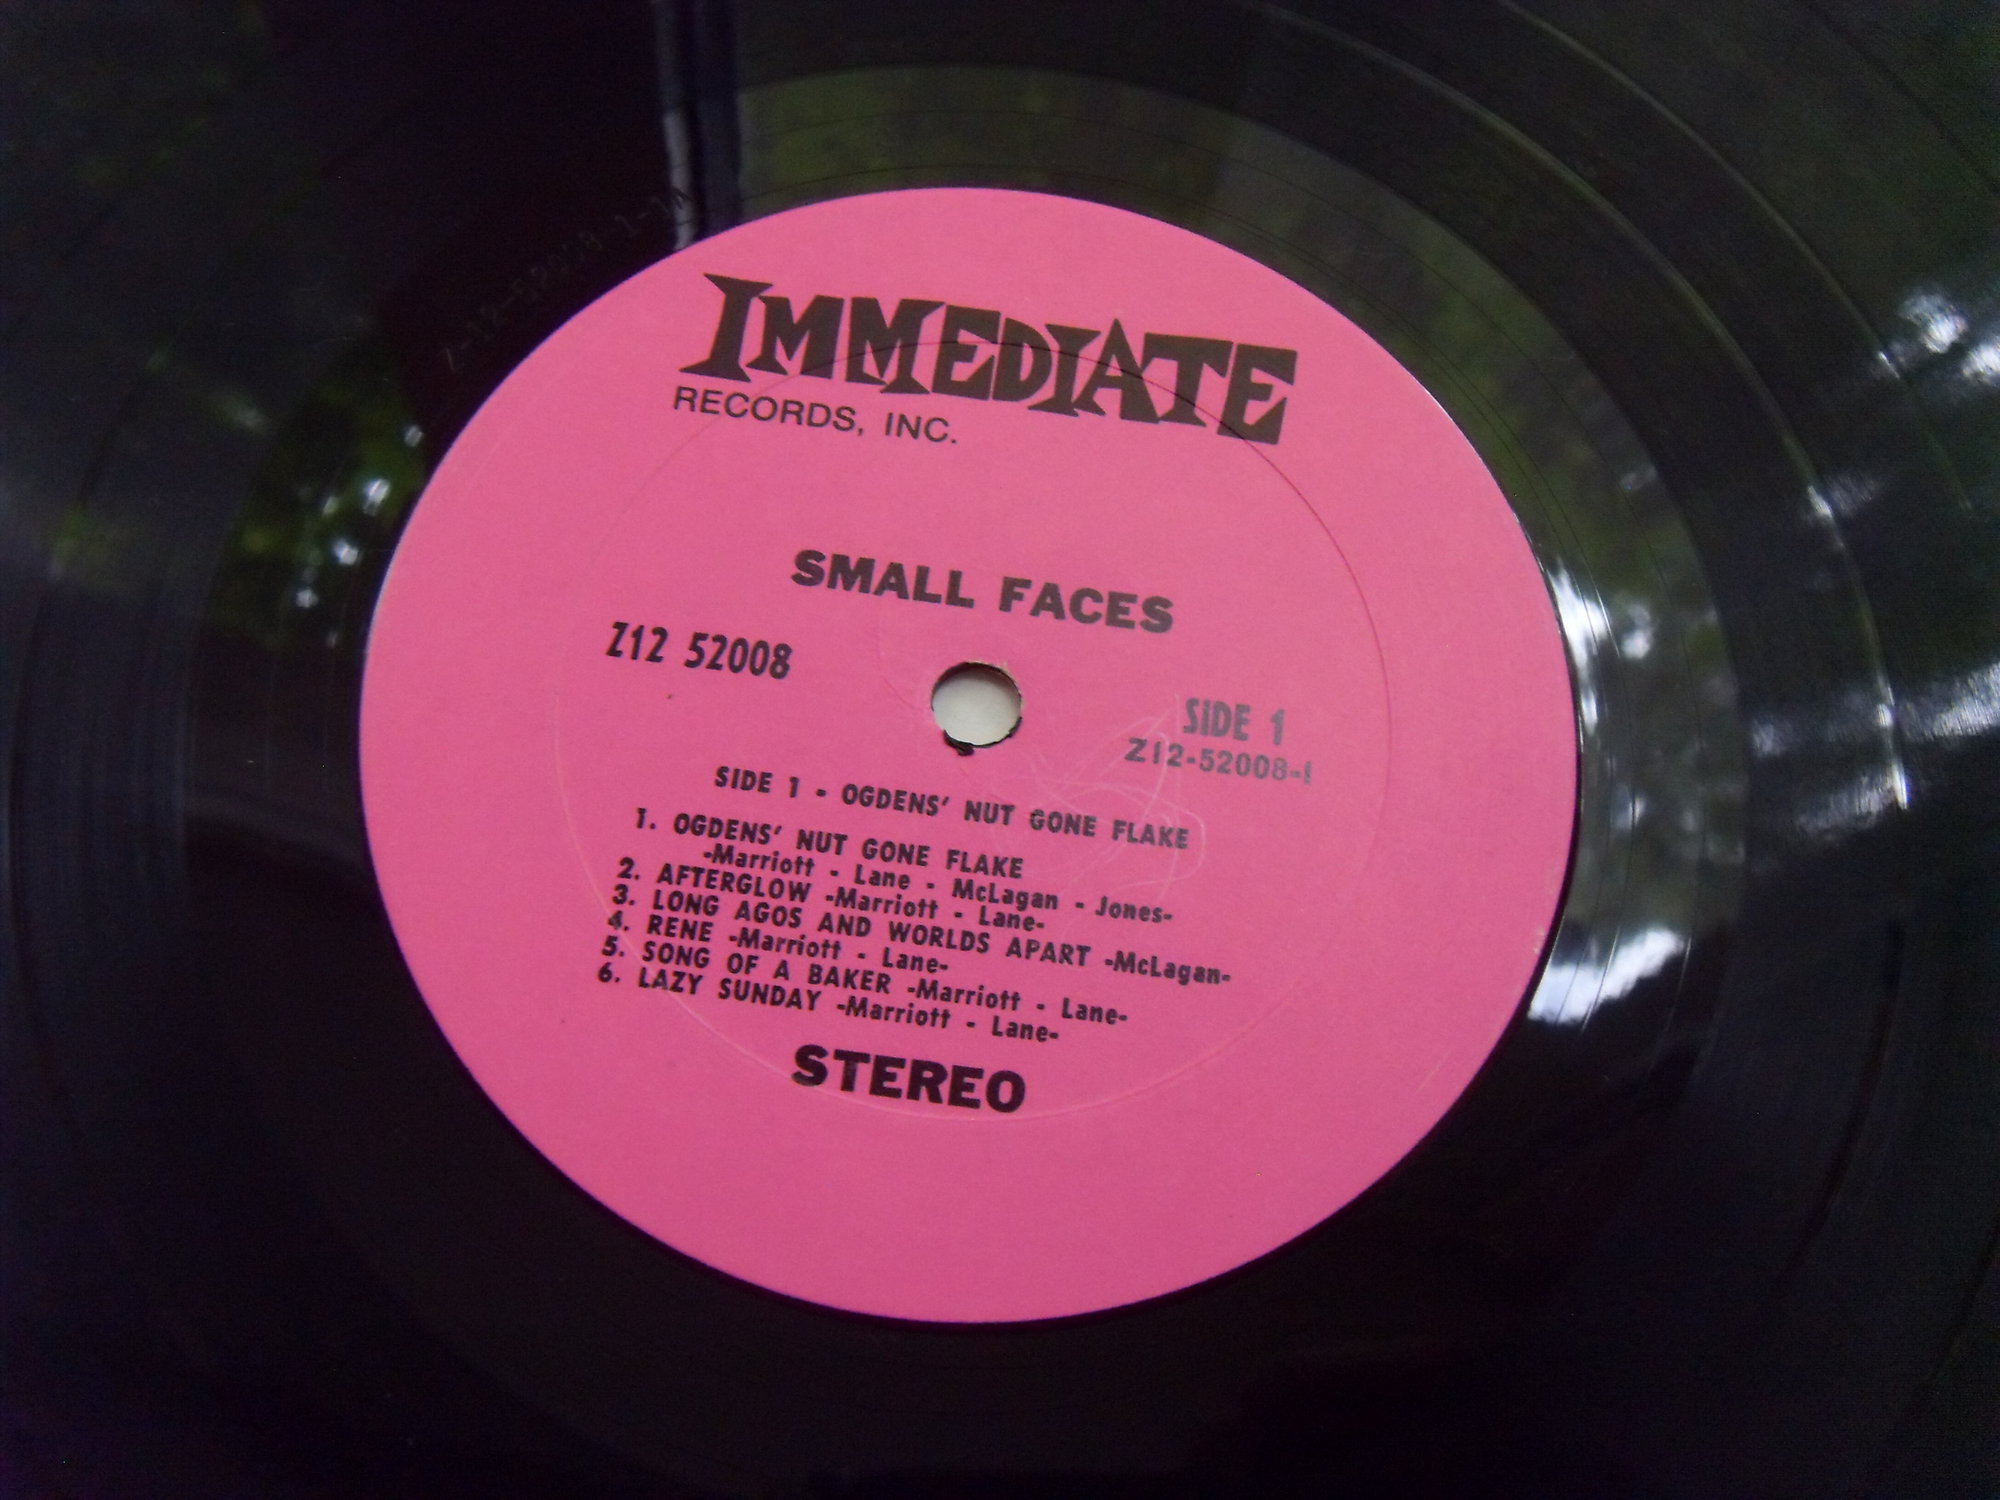 IMMEDIATE
RECORDS, INC.
SMALL FACES
Z12 52008
SIDE 1
Z12-52008-1
SIDE 1 - OGDENS' NUT GONE FLAKE
1. OGDENS' NUT GONE FLAKE
-Marriott - Lane - McLagan - Jones-
2. AFTERGLOW -Marriott - Lane-
3. LONG AGOS AND WORLDS APART -McLagan-
4. RENE -Marriott - Lane-
5. SONG OF A BAKER -Marriott - Lane-
6. LAZY SUNDAY -Marriott - Lane-
STEREO